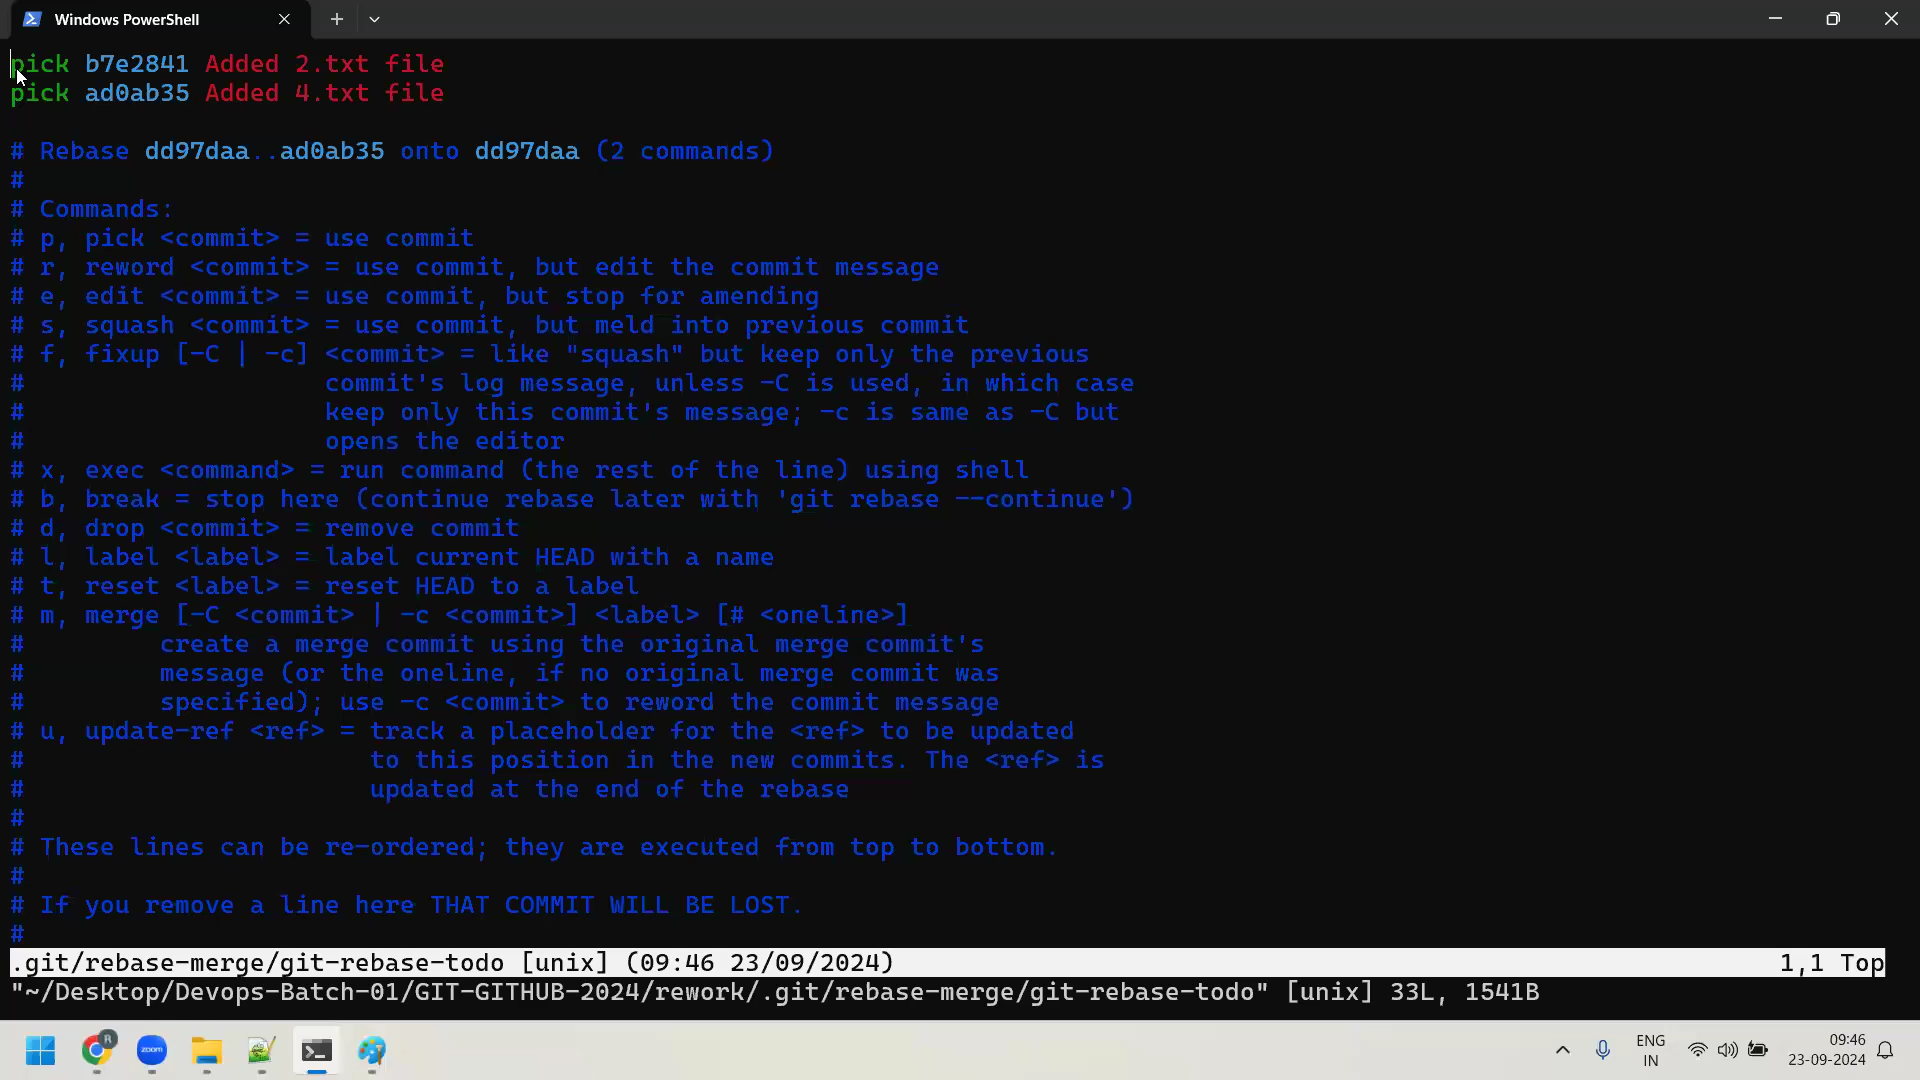 Windows PowerShell
pick b7e2841 Added 2.txt file
pick ad0ab35 Added 4.txt file
# Rebase dd97daa..ad0ab35 onto dd97daa (2 commands)
#
# Commands:
# p, pick <commit> = use commit
# r, reword <commit> = use commit, but edit the commit message
# e, edit <commit> = use commit, but stop for amending
# s, squash <commit> = use commit, but meld into previous commit
# f, fixup [-C | -c] <commit> = like "squash" but keep only the previous
#                    commit's log message, unless -C is used, in which case
#                    keep only this commit's message; -c is same as -C but
#                    opens the editor
# x, exec <command> = run command (the rest of the line) using shell
# b, break = stop here (continue rebase later with 'git rebase --continue')
# d, drop <commit> = remove commit
# l, label <label> = label current HEAD with a name
# t, reset <label> = reset HEAD to a label
# m, merge [-C <commit> | -c <commit>] <label> [# <oneline>]
#         create a merge commit using the original merge commit's
#         message (or the oneline, if no original merge commit was
#         specified); use -c <commit> to reword the commit message
# u, update-ref <ref> = track a placeholder for the <ref> to be updated
#                       to this position in the new commits. The <ref> is
#                       updated at the end of the rebase
#
# These lines can be re-ordered; they are executed from top to bottom.
#
# If you remove a line here THAT COMMIT WILL BE LOST.
#
.git/rebase-merge/git-rebase-todo [unix] (09:46 23/09/2024) 1,1 Top
"~/Desktop/Devops-Batch-01/GIT-GITHUB-2024/rework/.git/rebase-merge/git-rebase-todo" [unix] 33L, 1541B
R
zoom
ENG
IN
09:46
23-09-2024